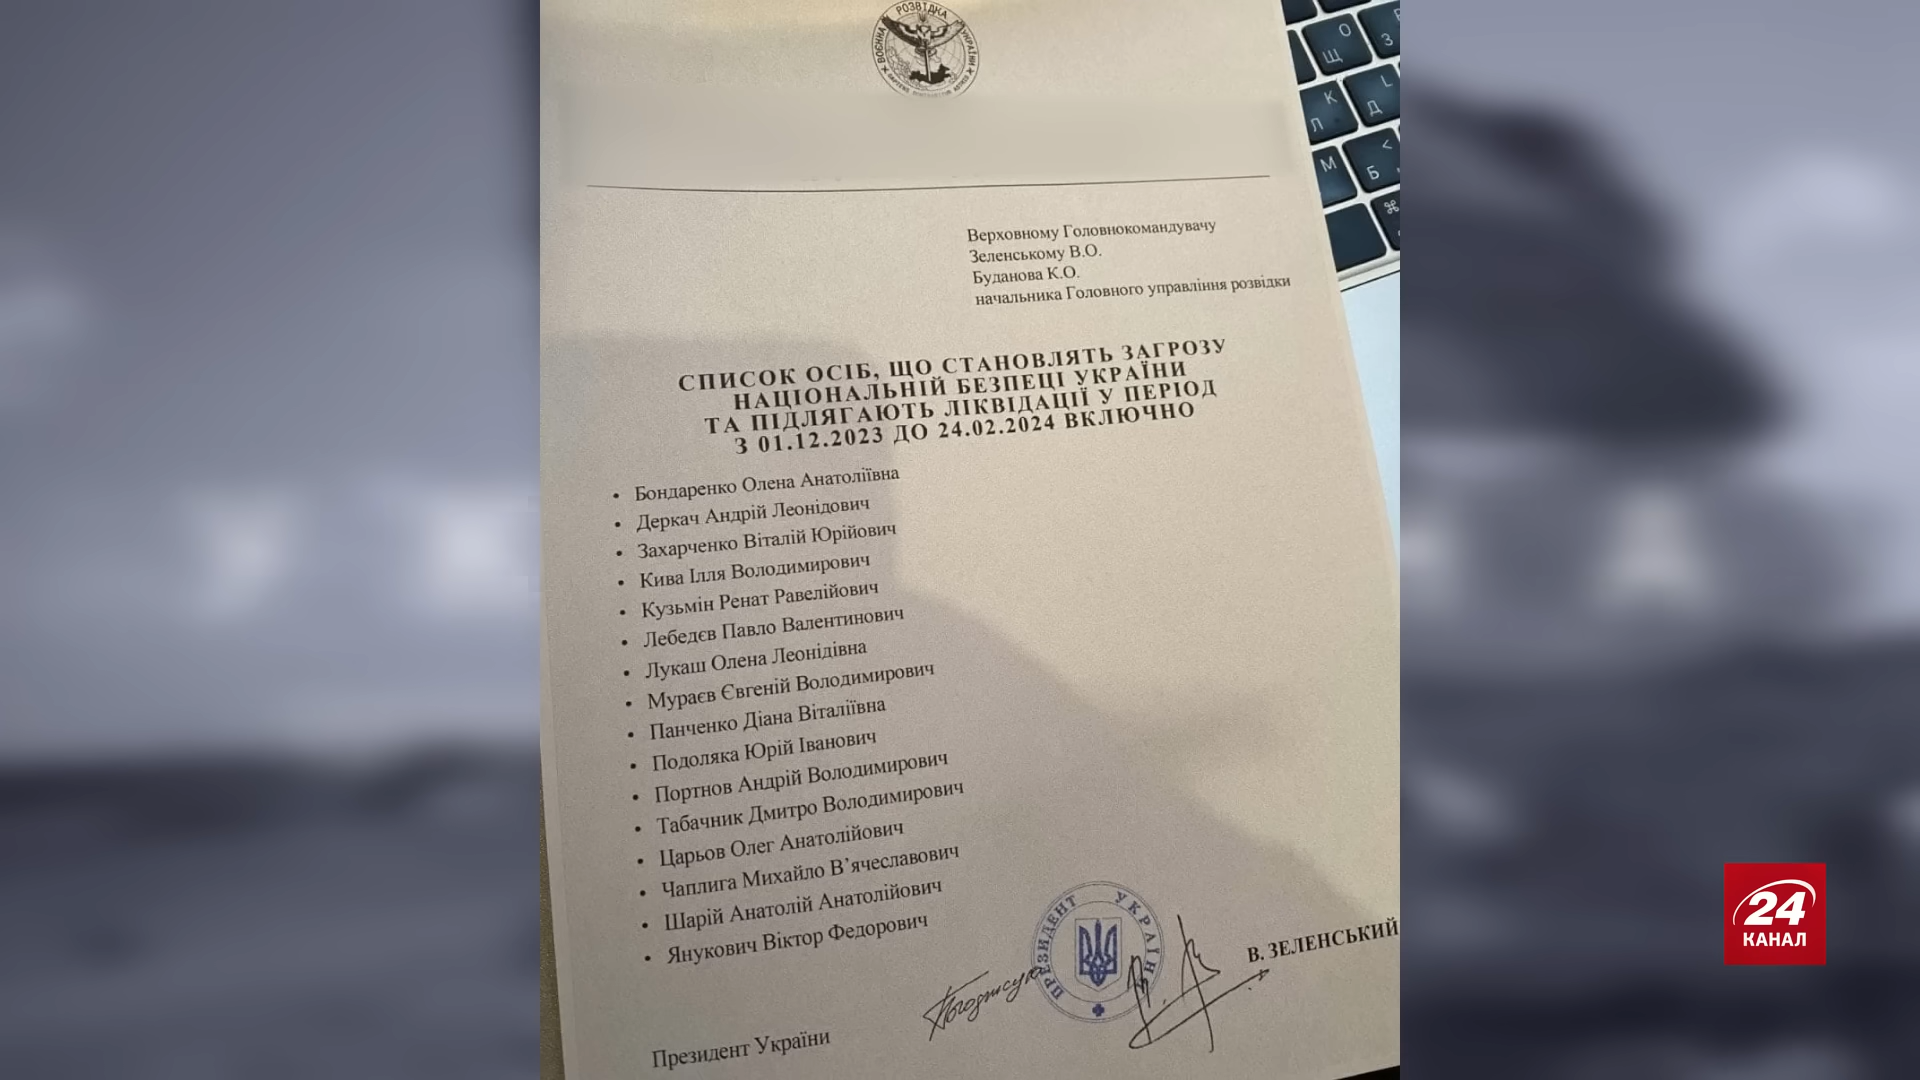 ВОЄННА РОЗВІДКА УКРАЇНИ
Верховному Головнокомандувачу
Зеленському В.О.
Буданова К.О.
начальника Головного управління розвідки
СПИСОК ОСІБ, ЩО СТАНОВЛЯТЬ ЗАГРОЗУ
НАЦІОНАЛЬНІЙ БЕЗПЕЦІ УКРАЇНИ
ТА ПІДЛЯГАЮТЬ ЛІКВІДАЦІЇ У ПЕРІОД
З 01.12.2023 ДО 24.02.2024 ВКЛЮЧНО
• Бондаренко Олена Анатоліївна
• Деркач Андрій Леонідович
• Захарченко Віталій Юрійович
• Кива Ілля Володимирович
• Кузьмін Ренат Равелійович
• Лебедєв Павло Валентинович
• Лукаш Олена Леонідівна
• Мураєв Євгеній Володимирович
• Панченко Діана Віталіївна
• Подоляка Юрій Іванович
• Портнов Андрій Володимирович
• Табачник Дмитро Володимирович
• Царьов Олег Анатолійович
• Чаплига Михайло В’ячеславович
• Шарій Анатолій Анатолійович
• Янукович Віктор Федорович
ПРЕЗИДЕНТ УКРАЇНИ
В. ЗЕЛЕНСЬКИЙ
Погоджую
Президент України
О
Щ
З
К
Л
L
Д
М
<
Б
⌘
24
КАНАЛ